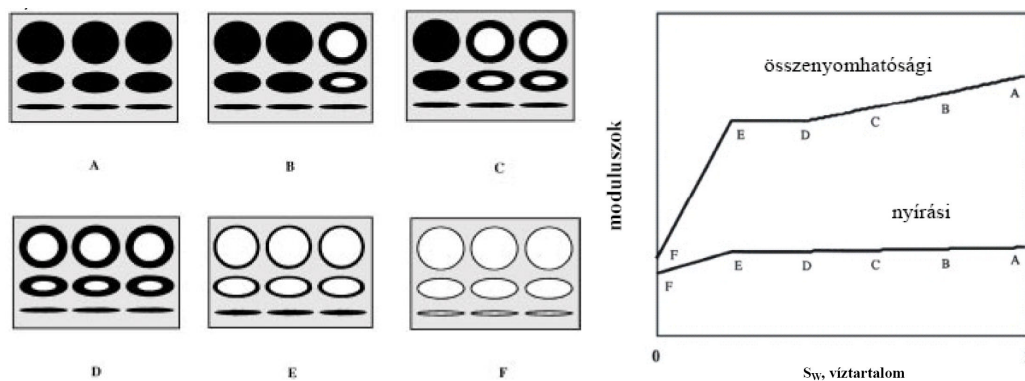 A
B
C
D
E
F
moduluszok
összenyomhatósági
A
B
C
D
E
F
nyírási
F
E
D
C
B
A
0
Sw, víztartalom